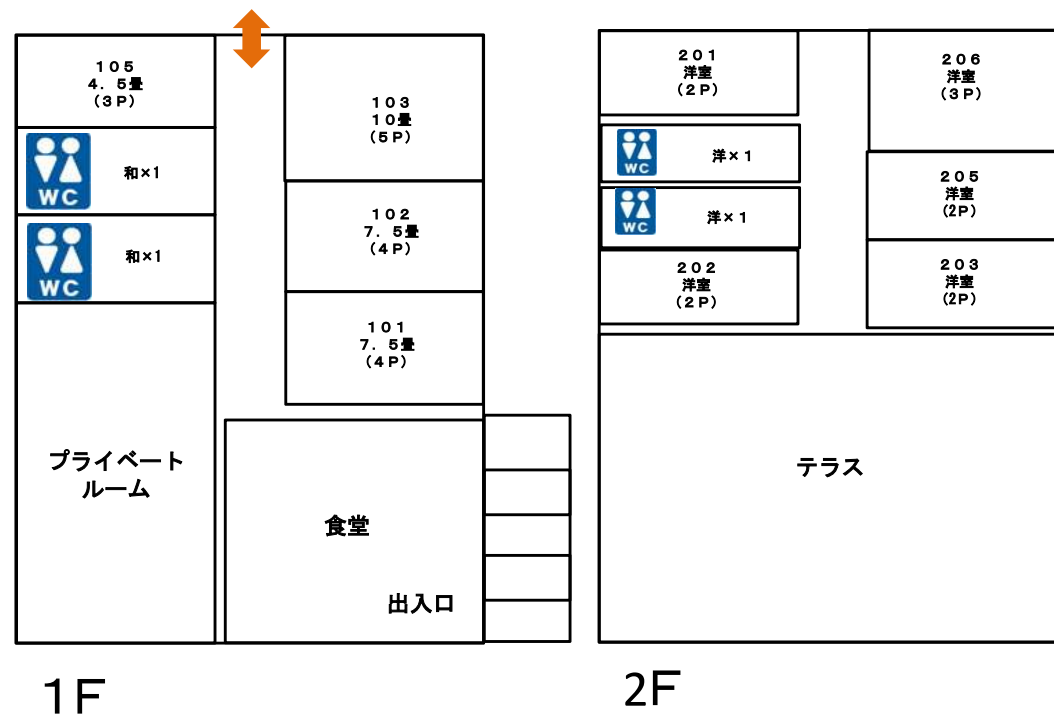 105
4.5畳
(3P)
103
10畳
(5P)
WC
和×1
102
7.5畳
(4P)
WC
和×1
101
7.5畳
(4P)
プライベート
ルーム
食堂
出入口
1F
201
洋室
(2P)
206
洋室
(3P)
WC
洋×1
205
洋室
(2P)
WC
洋×1
202
洋室
(2P)
203
洋室
(2P)
テラス
2F